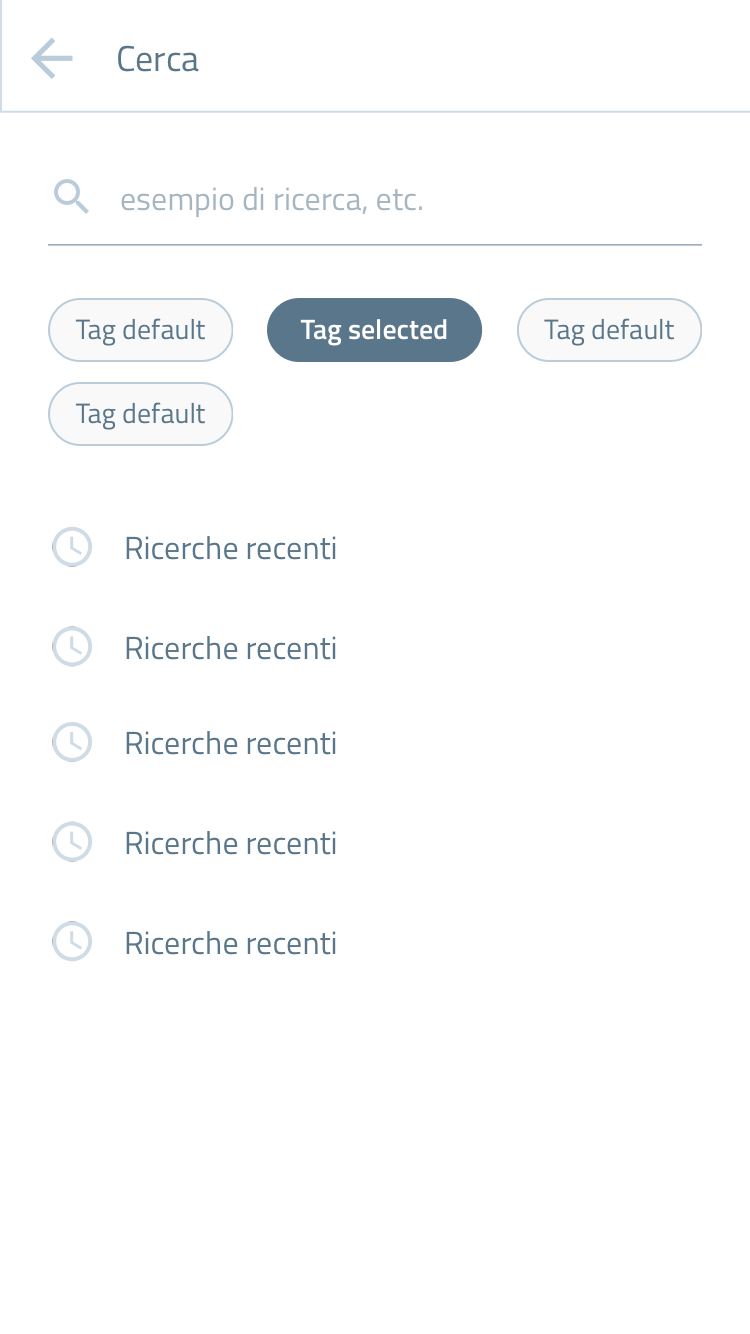 Cerca
esempio di ricerca, etc.
Tag default Tag selected Tag default
Tag default
Ricerche recenti
Ricerche recenti
Ricerche recenti
Ricerche recenti
Ricerche recenti